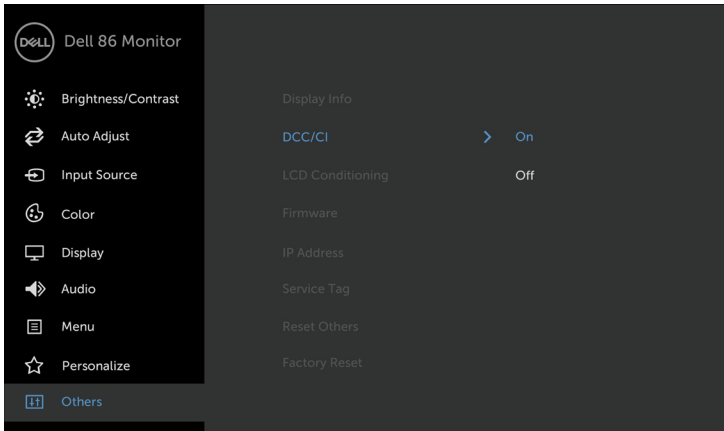 DELL Dell 86 Monitor
Brightness/Contrast
Auto Adjust
Input Source
Color
Display
Audio
Menu
Personalize
Others
Display Info
DCC/CI On
LCD Conditioning Off
Firmware
IP Address
Service Tag
Reset Others
Factory Reset